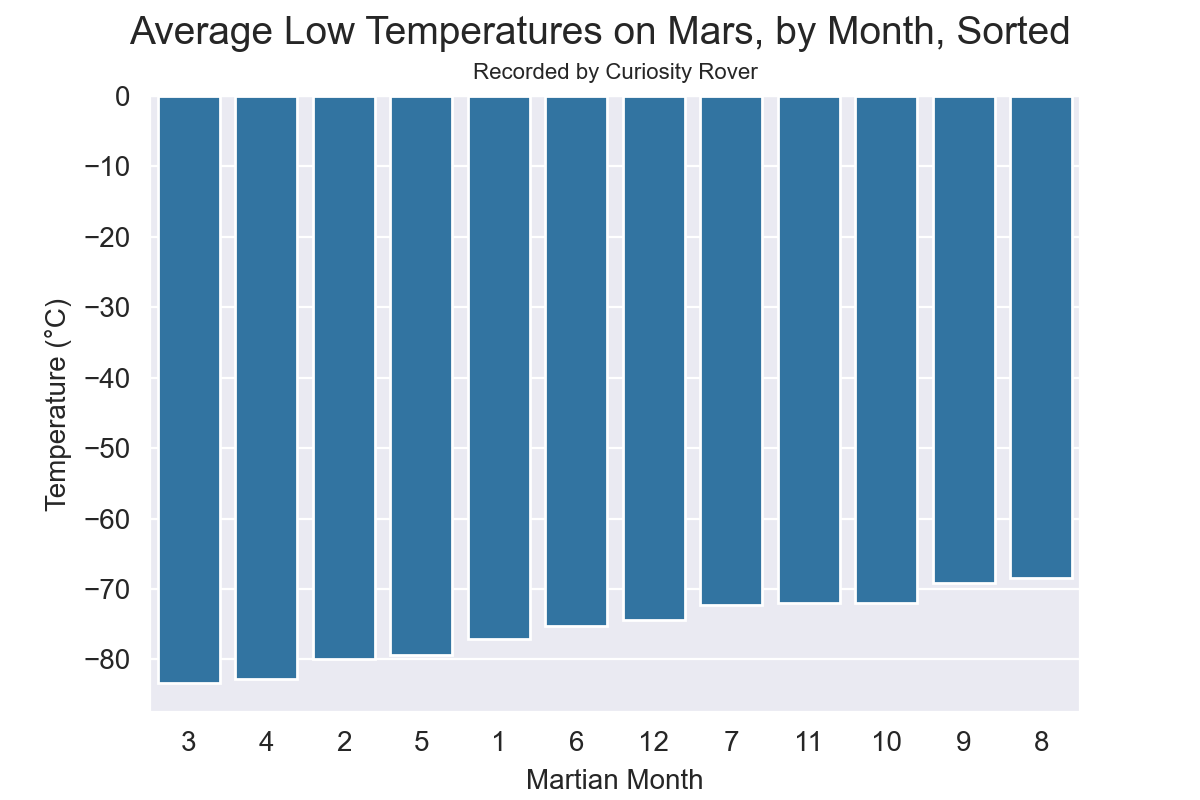 Average Low Temperatures on Mars, by Month, Sorted
Recorded by Curiosity Rover
0
−10
−20
−30
−40
−50
−60
−70
−80
Temperature (°C)
3 4 2 5 1 6 12 7 11 10 9 8
Martian Month